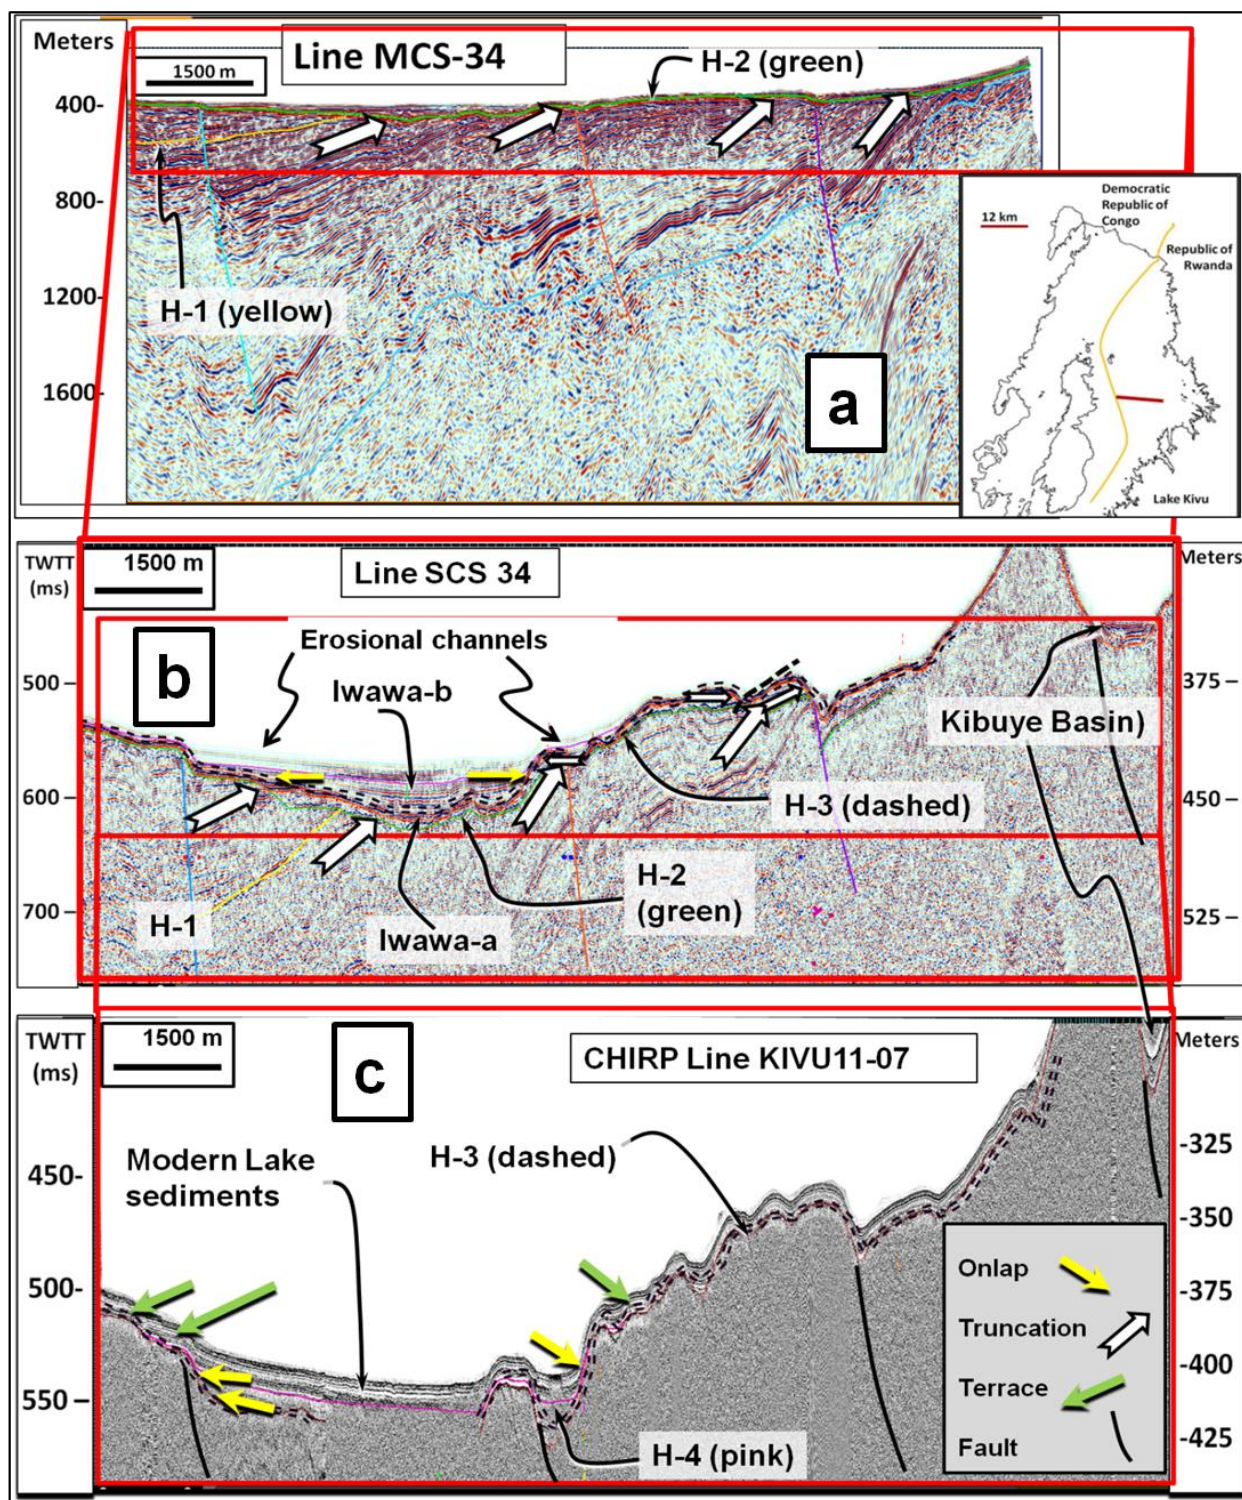 Meters
1500 m
Line MCS-34
H-2 (green)
400-
800-
1200-
1600-
H-1 (yellow)
a
12 km
Democratic
Republic of
Congo
Republic of
Rwanda
Lake Kivu
TWTT
(ms)
1500 m
Line SCS 34
Meters
b
Erosional channels
Iwawa-b
500
600
700
375
450
525
Kibuye Basin)
H-3 (dashed)
H-2
(green)
H-1
Iwawa-a
TWTT
(ms)
1500 m
c
CHIRP Line KIVU11-07
Meters
Modern Lake
sediments
H-3 (dashed)
450-
500-
550
-325
-350
-375
-400
-425
H-4 (pink)
Onlap
Truncation
Terrace
Fault